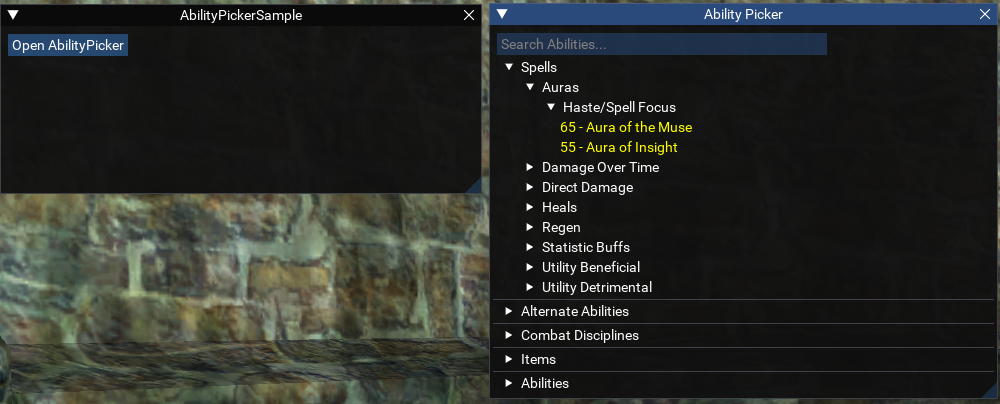 AbilityPickerSample
Open AbilityPicker
Ability Picker
Search Abilities...
Spells
Auras
Haste/Spell Focus
65 - Aura of the Muse
55 - Aura of Insight
Damage Over Time
Direct Damage
Heals
Regen
Statistic Buffs
Utility Beneficial
Utility Detrimental
Alternate Abilities
Combat Disciplines
Items
Abilities